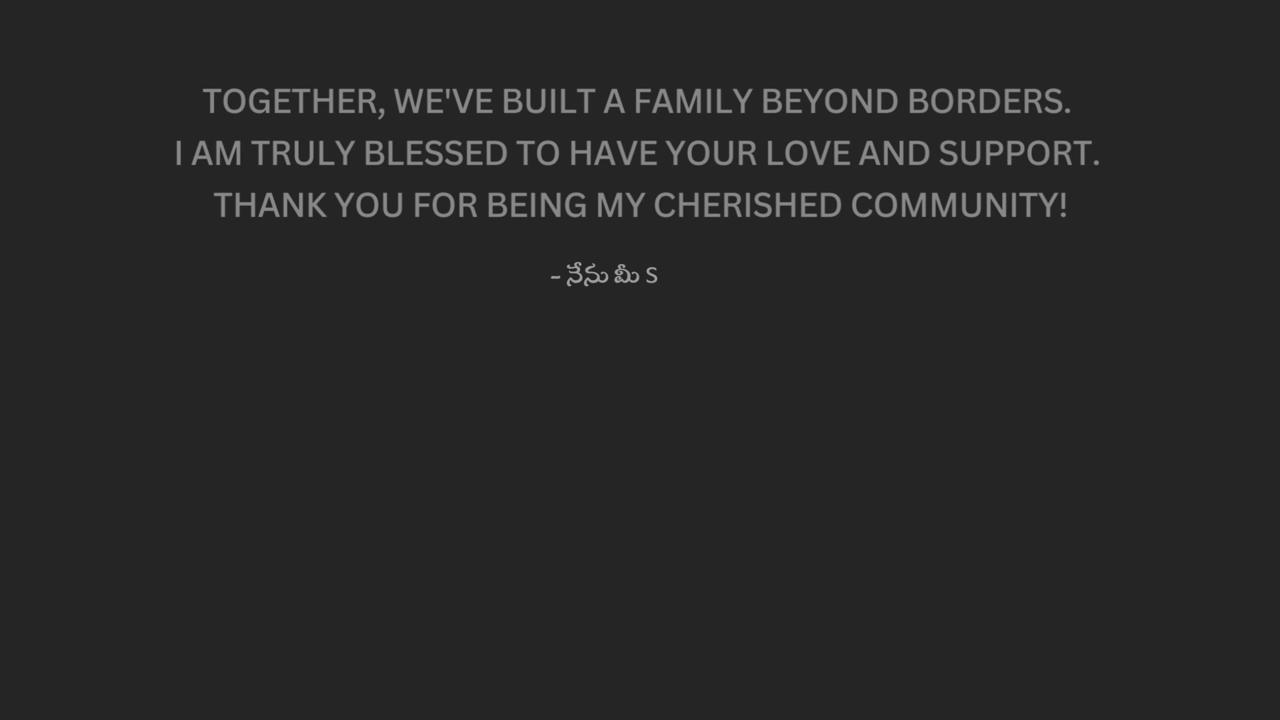 TOGETHER, WE'VE BUILT A FAMILY BEYOND BORDERS.
I AM TRULY BLESSED TO HAVE YOUR LOVE AND SUPPORT.
THANK YOU FOR BEING MY CHERISHED COMMUNITY!
- నేను మీ S